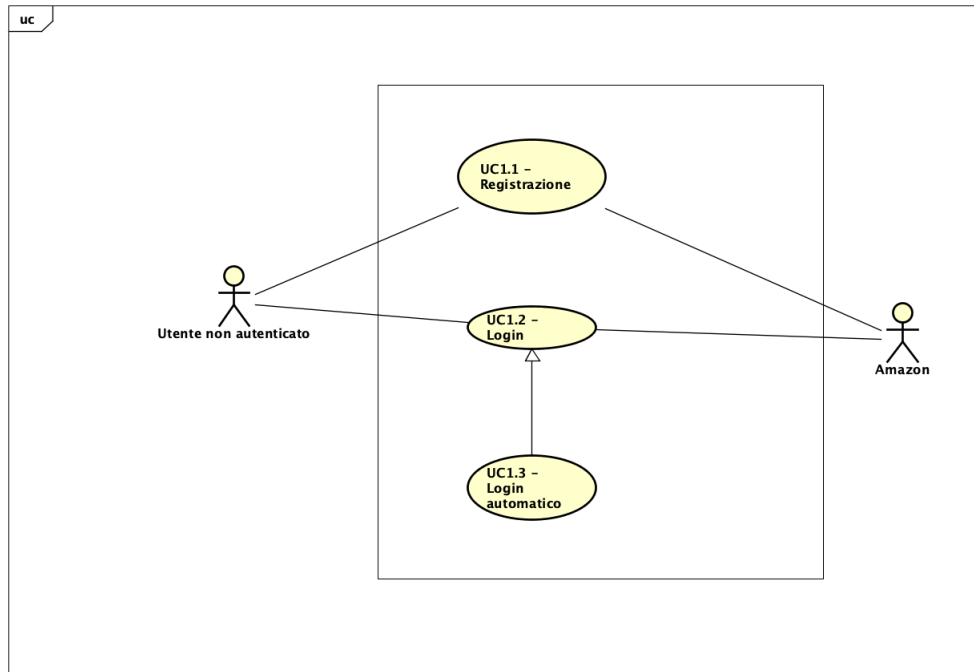 uc
UC1.1 –
Registrazione
Utente non autenticato
UC1.2 –
Login
Amazon
UC1.3 –
Login
automatico